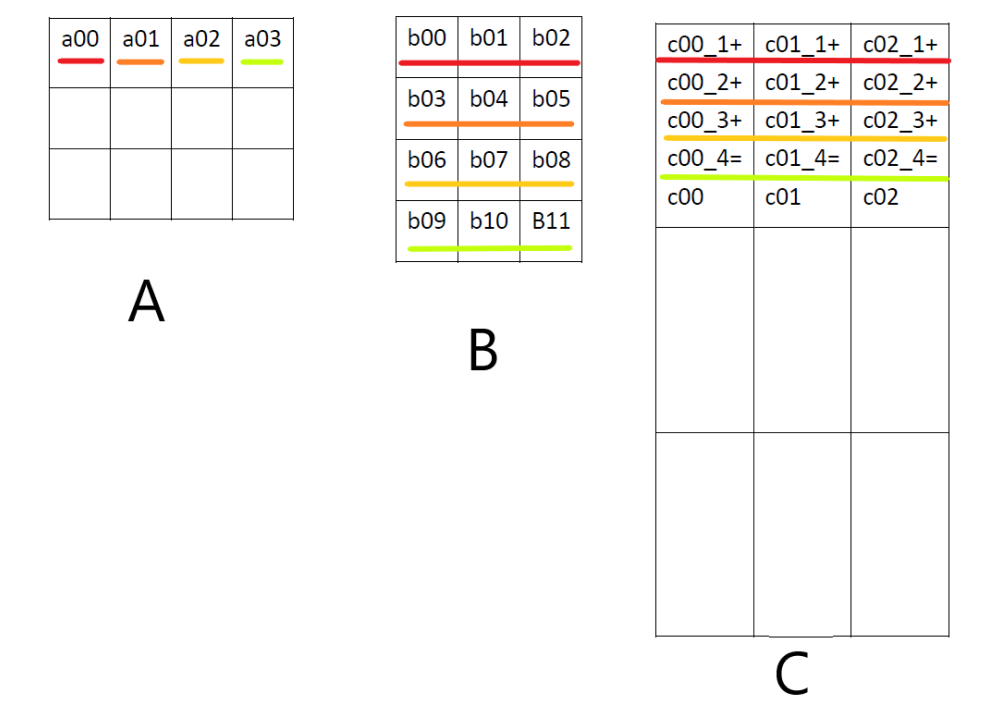 a00 a01 a02 a03
b00 b01 b02
b03 b04 b05
b06 b07 b08
b09 b10 B11
c00_1+ c01_1+ c02_1+
c00_2+ c01_2+ c02_2+
c00_3+ c01_3+ c02_3+
c00_4= c01_4= c02_4=
c00 c01 c02
A
B
C